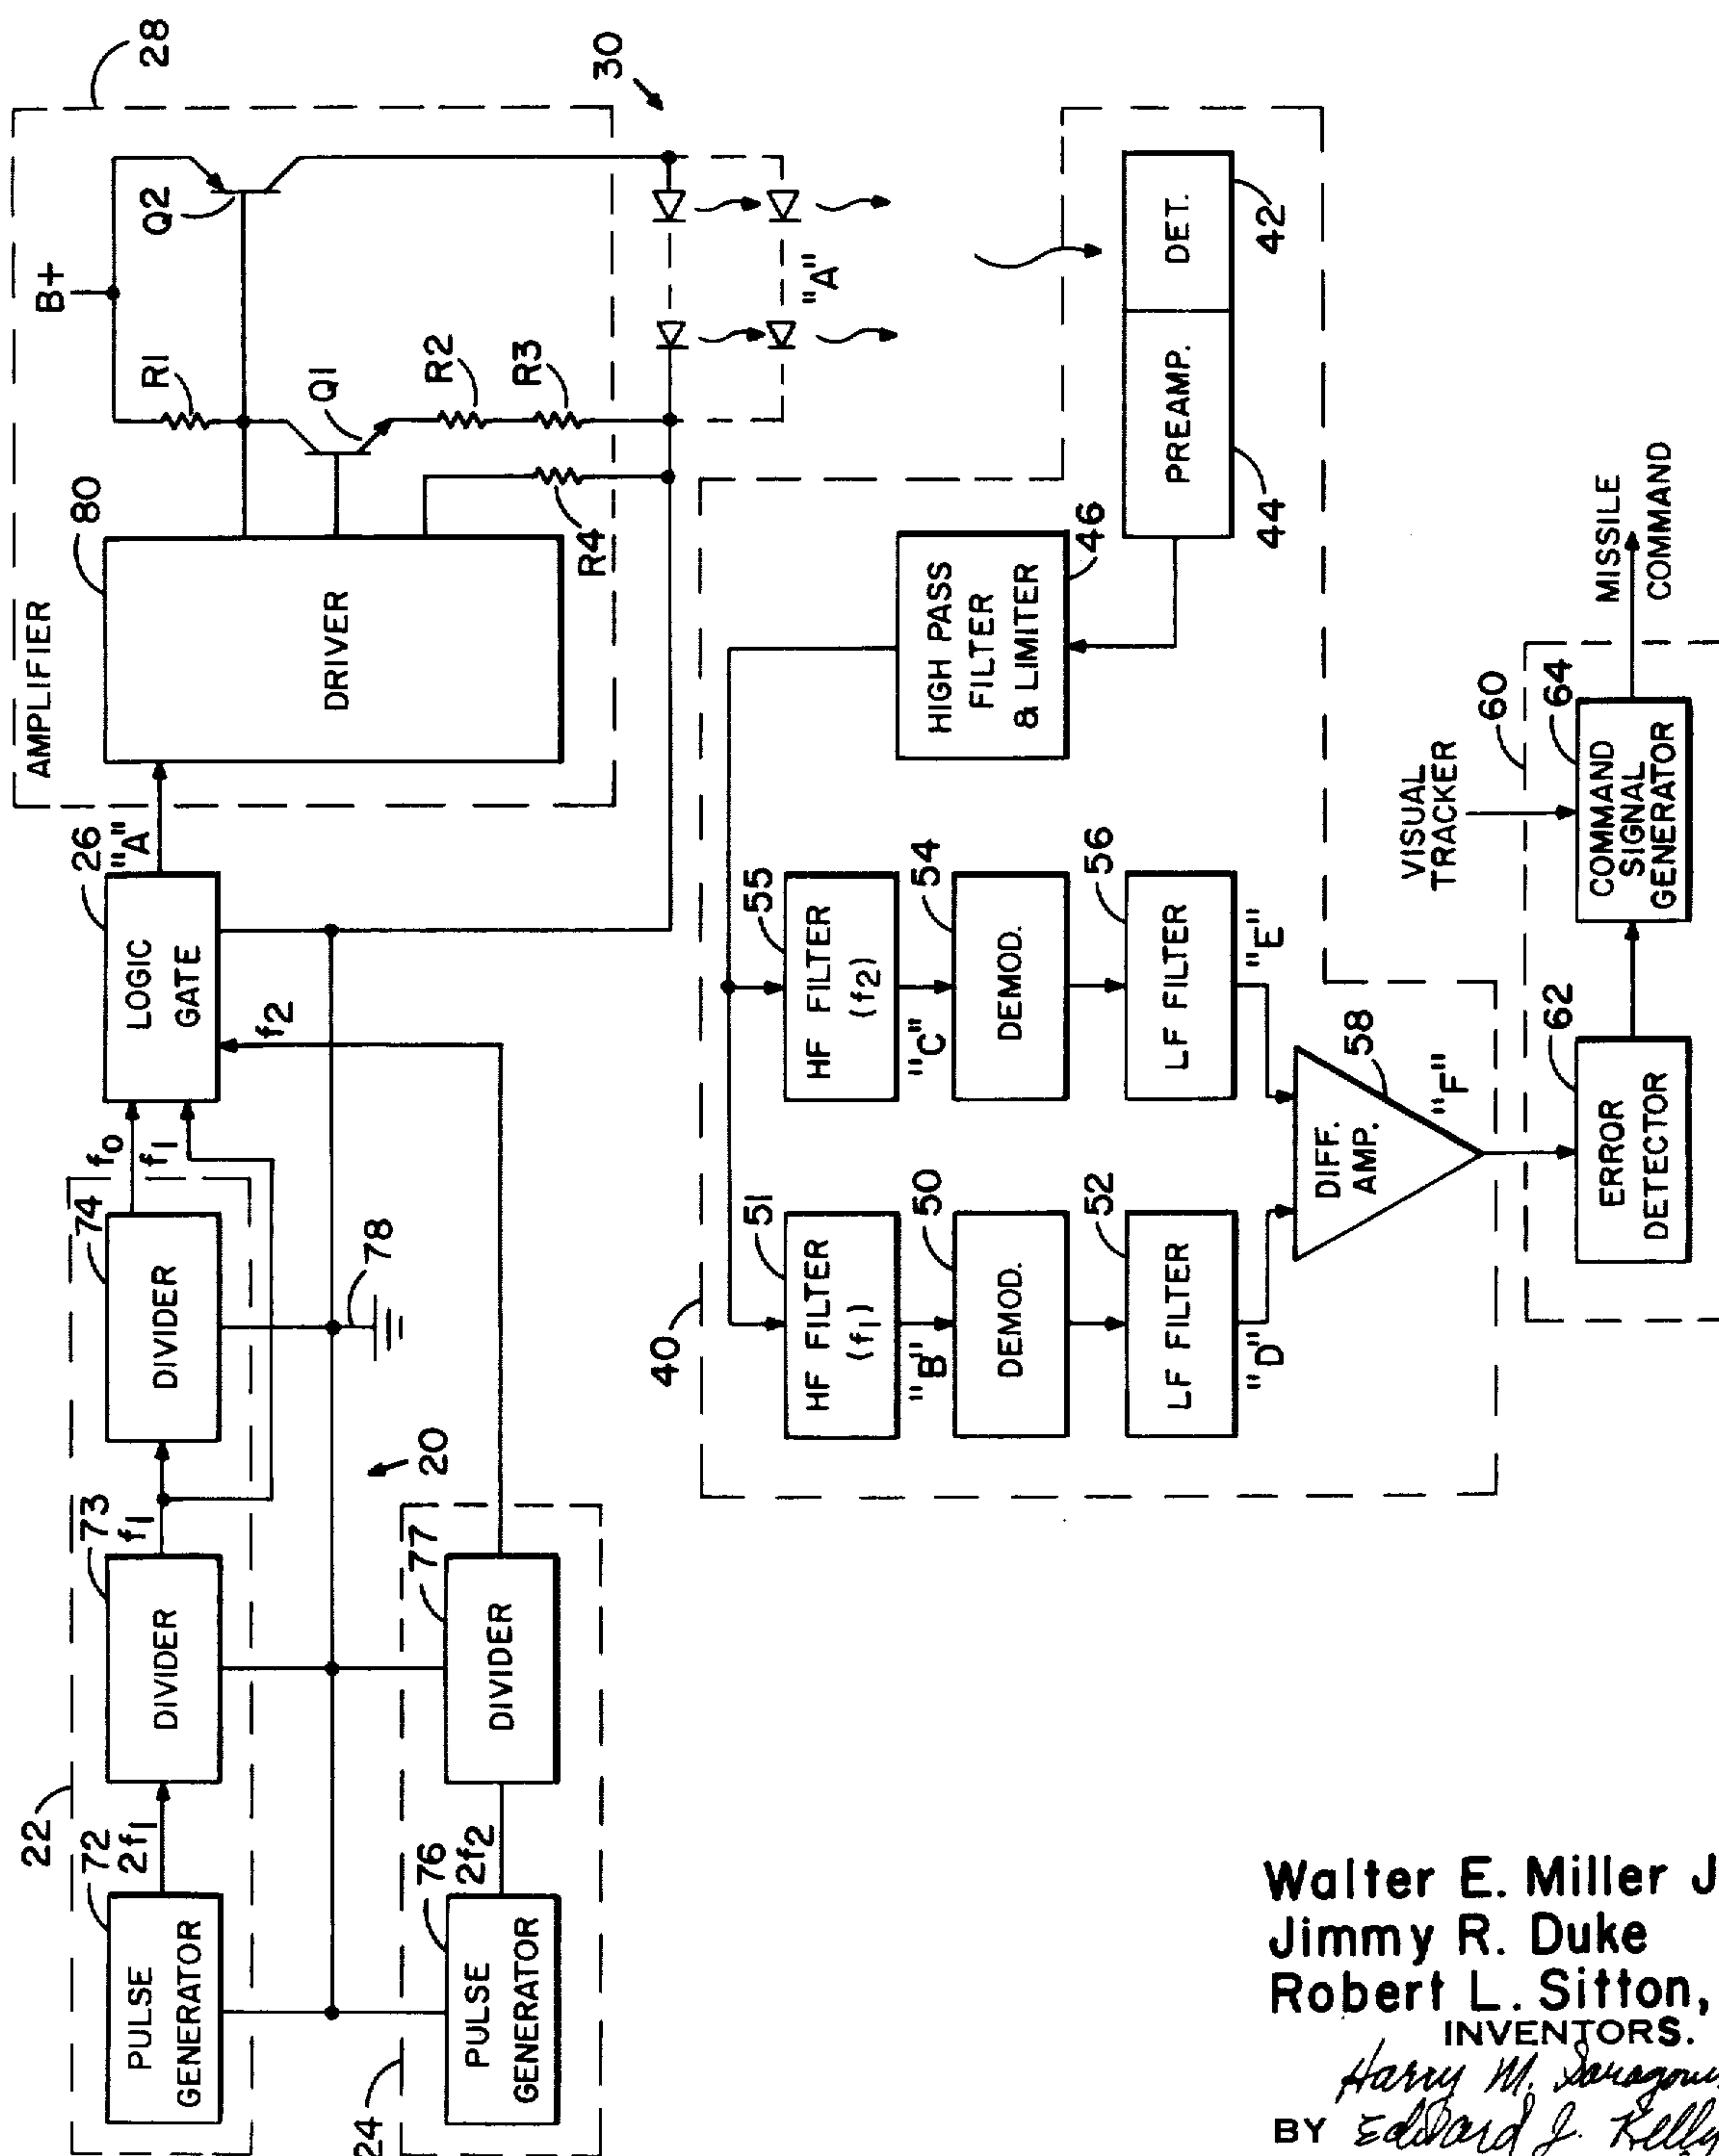 28
AMPLIFIER
B+
R1
Q2
80
DRIVER
Q1
R2
R3
R4
30
"A"
26
"A"
LOGIC
GATE
f2
f0
f1
22
72
PULSE
GENERATOR
2f1
73
DIVIDER
f1
74
DIVIDER
78
20
24
76
PULSE
GENERATOR
2f2
77
DIVIDER
40
DET.
42
PREAMP.
44
HIGH PASS
FILTER
& LIMITER
46
55
HF FILTER
(f2)
"C"
54
DEMOD.
56
LF FILTER
"E"
51
HF FILTER
(f1)
"B"
50
DEMOD.
52
LF FILTER
"D"
DIFF.
AMP.
58
"F"
60
VISUAL
TRACKER
62
ERROR
DETECTOR
64
COMMAND
SIGNAL
GENERATOR
MISSILE
COMMAND
Walter E. Miller J
Jimmy R. Duke
Robert L. Sitton,
INVENTORS.
Harry M.
BY Edward J. Kelly